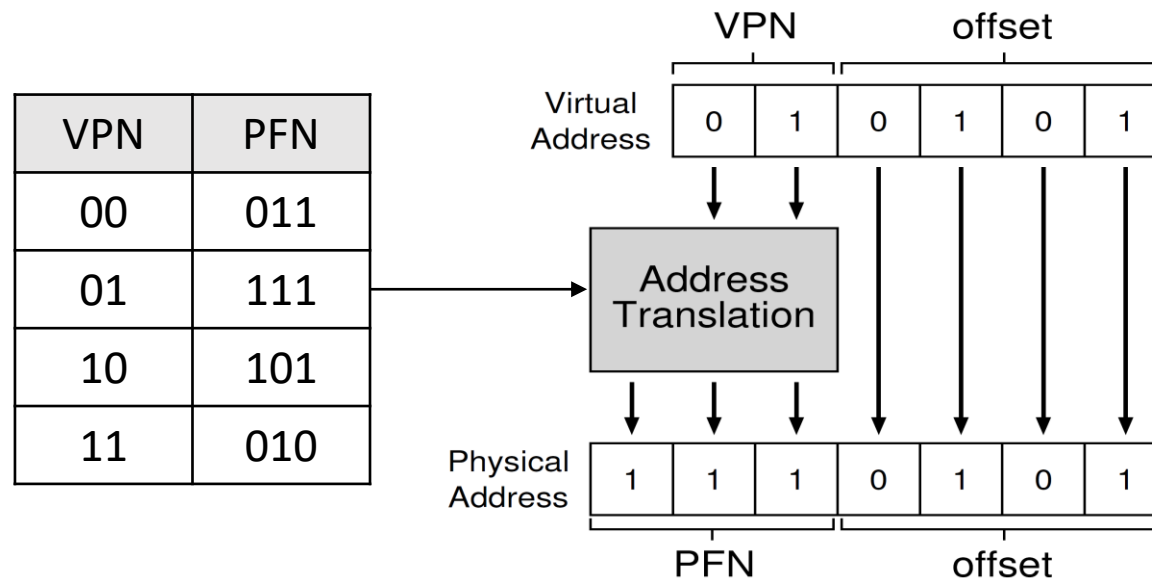 VPN PFN
00 011
01 111
10 101
11 010
VPN offset
Virtual
Address
0 1 0 1 0 1
Address
Translation
Physical
Address
1 1 1 0 1 0 1
PFN offset